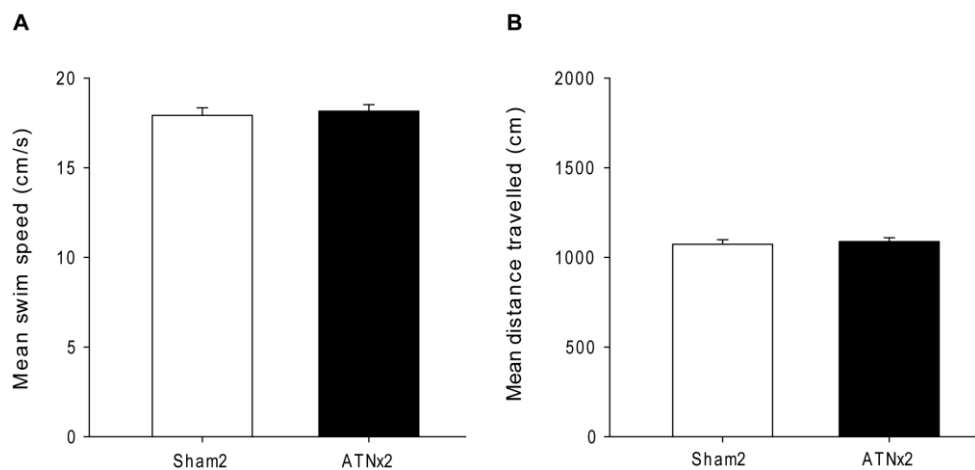 A
Mean swim speed (cm/s)
20
15
10
5
0
Sham2 ATNx2
B
Mean distance travelled (cm)
2000
1500
1000
500
0
Sham2 ATNx2